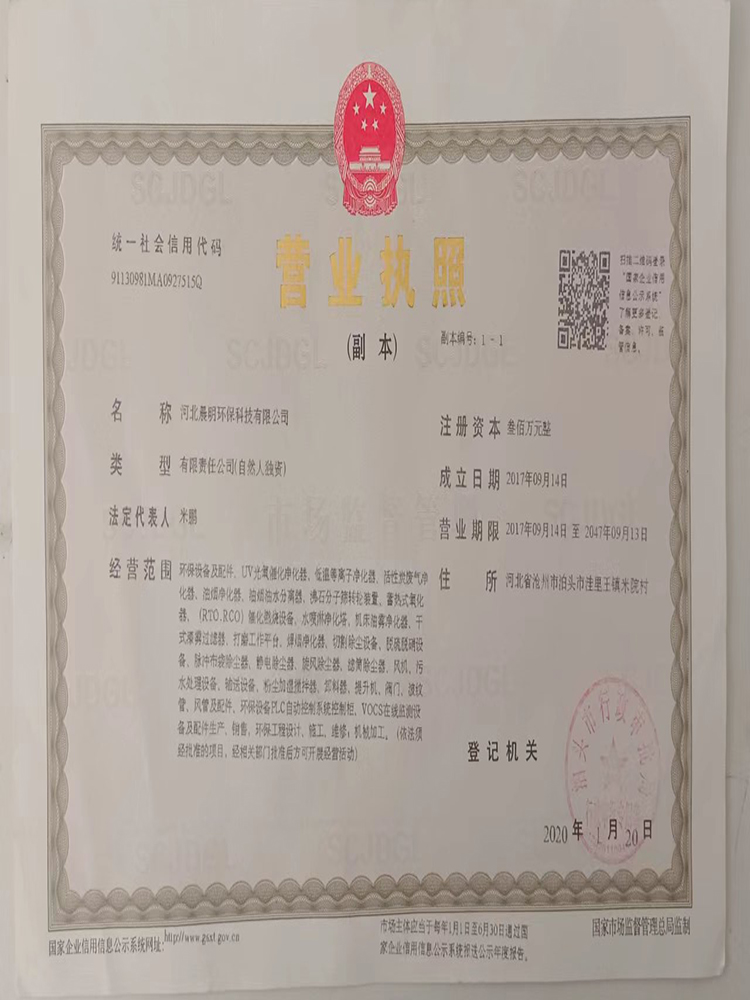 统一社会信用代码
91130981MA0927515Q
营业执照
(副本)
副本编号: 1 - 1
扫描二维码登录
"国家企业信用
信息公示系统"
了解更多登记、
备案、许可、监
管信息。
名称 河北晨明环保科技有限公司
类型 有限责任公司(自然人独资)
法定代表人 米鹏
经营范围 环保设备及配件、UV光氧催化净化器、低温等离子净化器、活性炭废气净
化器、油烟净化器、油烟油水分离器、沸石分子筛转轮装置、蓄热式氧化
器、(RTO.RCO)催化燃烧设备、水喷淋净化塔、机床油雾净化器、干
式漆雾过滤器、打磨工作平台、焊烟净化器、切割除尘设备、脱硫脱硝设
备、脉冲布袋除尘器、静电除尘器、旋风除尘器、滤筒除尘器、风机、污
水处理设备、输送设备、粉尘加湿搅拌器、卸料器、提升机、阀门、波纹
管、风管及配件、环保设备PLC自动控制系统控制柜、VOCS在线监测设
备及配件生产、销售，环保工程设计、施工、维修；机械加工。(依法须
经批准的项目，经相关部门批准后方可开展经营活动)
注册资本 叁佰万元整
成立日期 2017年09月14日
营业期限 2017年09月14日 至 2047年09月13日
住所 河北省沧州市泊头市洼里王镇米院村
登记机关
泊头市行政审批局
2020 年 1 月 20 日
国家企业信用信息公示系统网址: http://www.gsxt.gov.cn
市场主体应当于每年1月1日至6月30日通过国
家企业信用信息公示系统报送公示年度报告。
国家市场监督管理总局监制
SCJDGL
市场监督管